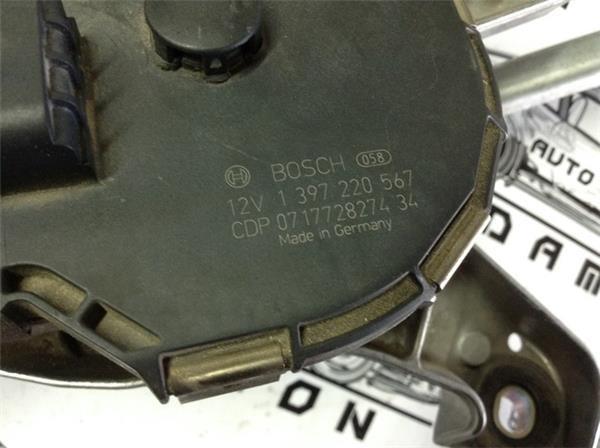 BOSCH 058
12V 1 397 220 567
CDP 0717728274 34
Made in Germany
AUTO
DAM
ON